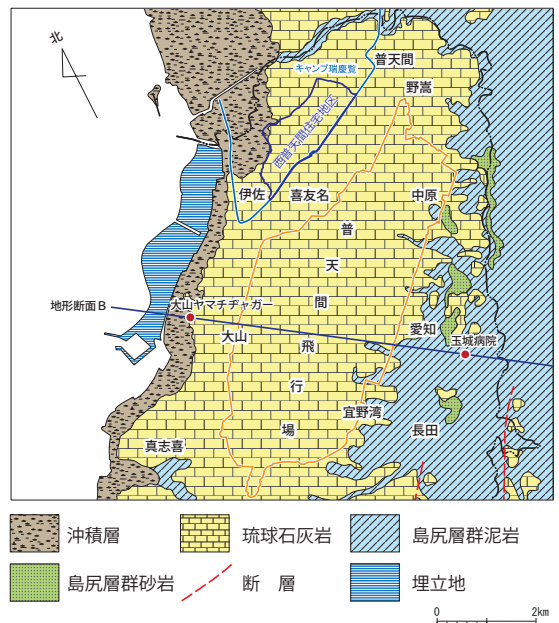 北
普天間
キャンプ瑞慶覧
野嵩
西普天間住宅地区
伊佐
喜友名
中原
普天間飛行場
地形断面B
大山ヤマチヂャガー
大山
愛知
玉城病院
宜野湾
真志喜
長田
沖積層
琉球石灰岩
島尻層群泥岩
島尻層群砂岩
断 層
埋立地
0 2km